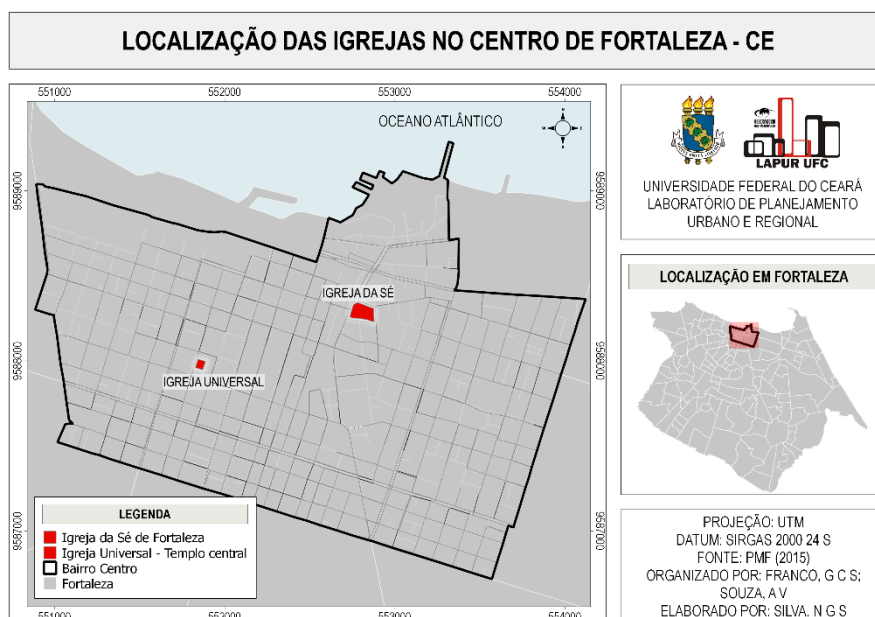 LOCALIZAÇÃO DAS IGREJAS NO CENTRO DE FORTALEZA - CE
551000 552000 553000 554000
OCEANO ATLÂNTICO
N
W E
S
9589000 9589000
IGREJA DA SÉ
9588000 9588000
IGREJA UNIVERSAL
9587000 9587000
LEGENDA
Igreja da Sé de Fortaleza
Igreja Universal - Templo central
Bairro Centro
Fortaleza
551000 552000 553000 554000
LAPUR UFC
UNIVERSIDADE FEDERAL DO CEARÁ
LABORATÓRIO DE PLANEJAMENTO
URBANO E REGIONAL
LOCALIZAÇÃO EM FORTALEZA
PROJEÇÃO: UTM
DATUM: SIRGAS 2000 24 S
FONTE: PMF (2015)
ORGANIZADO POR: FRANCO, G C S;
SOUZA, A V
ELABORADO POR: SILVA, N G S